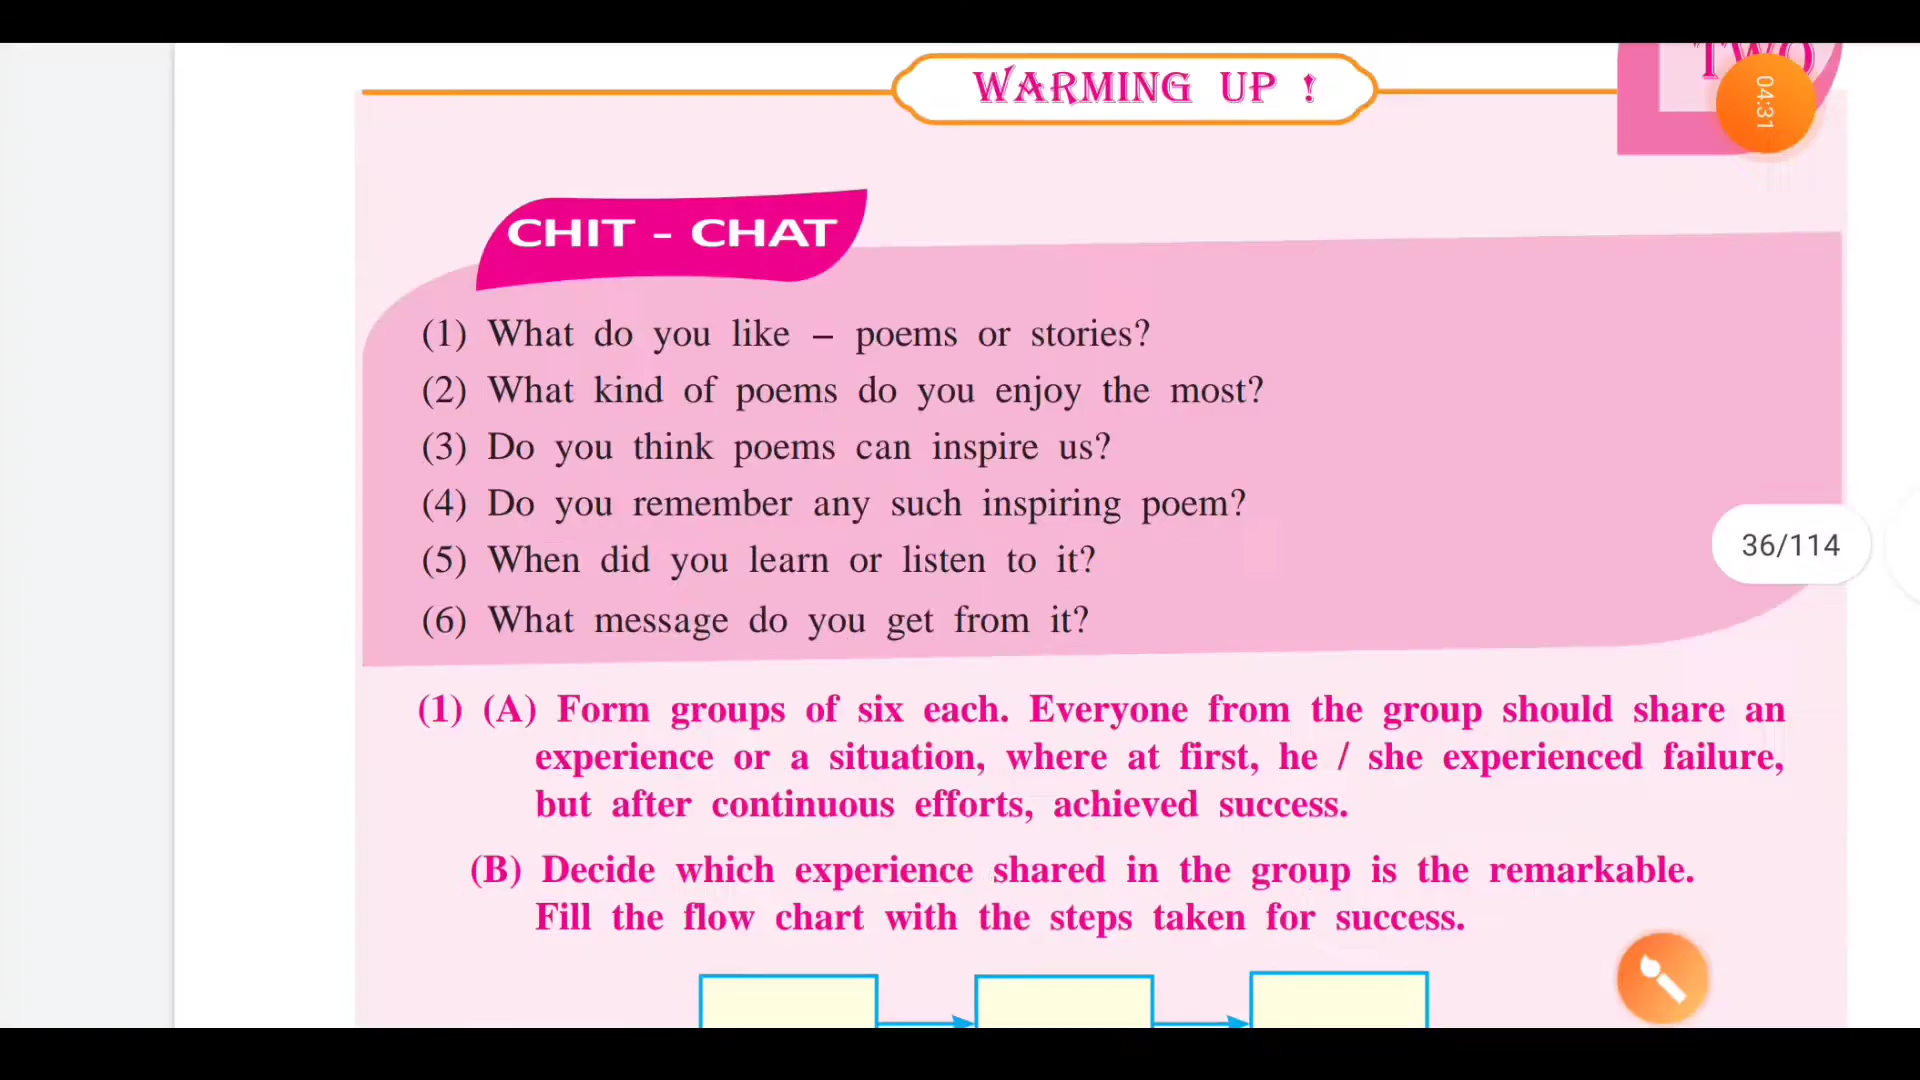 TWO
WARMING UP !
04:31
CHIT - CHAT
(1) What do you like – poems or stories?
(2) What kind of poems do you enjoy the most?
(3) Do you think poems can inspire us?
(4) Do you remember any such inspiring poem?
(5) When did you learn or listen to it?
(6) What message do you get from it?
36/114
(1) (A) Form groups of six each. Everyone from the group should share an
experience or a situation, where at first, he / she experienced failure,
but after continuous efforts, achieved success.
(B) Decide which experience shared in the group is the remarkable.
Fill the flow chart with the steps taken for success.